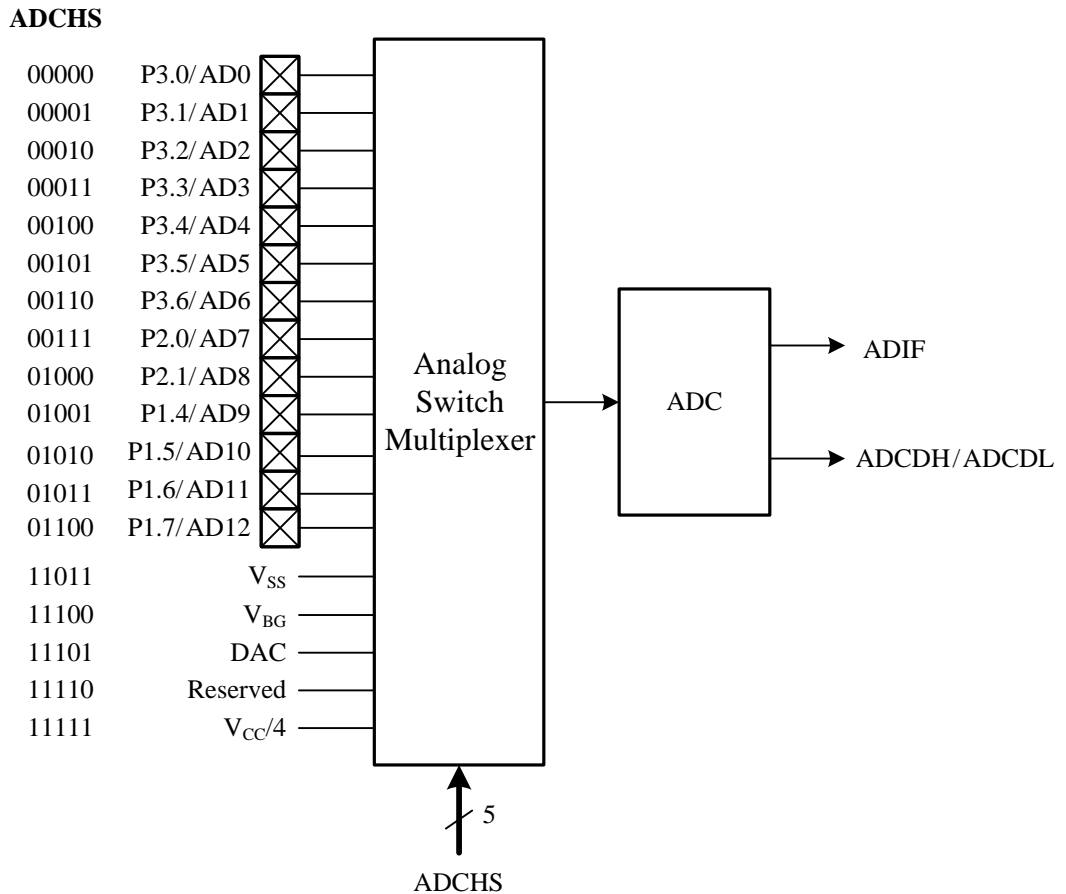 ADCHS
00000 P3.0/AD0
00001 P3.1/AD1
00010 P3.2/AD2
00011 P3.3/AD3
00100 P3.4/AD4
00101 P3.5/AD5
00110 P3.6/AD6
00111 P2.0/AD7
01000 P2.1/AD8
01001 P1.4/AD9
01010 P1.5/AD10
01011 P1.6/AD11
01100 P1.7/AD12
11011 VSS
11100 VBG
11101 DAC
11110 Reserved
11111 VCC/4
Analog
Switch
Multiplexer
ADC
ADIF
ADCDH/ADCDL
5
ADCHS